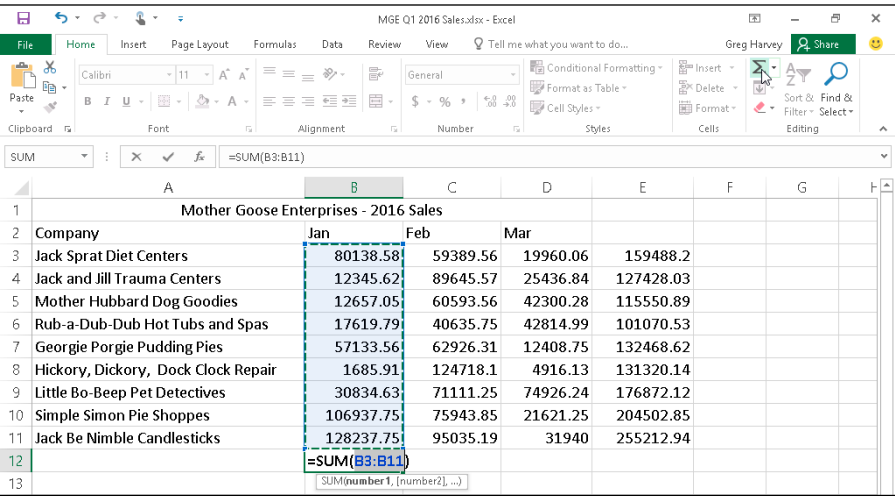 MGE Q1 2016 Sales.xlsx - Excel
File Home Insert Page Layout Formulas Data Review View Tell me what you want to do... Greg Harvey Share
Calibri 11 A A General Conditional Formatting Insert
Paste Format as Table Delete Sort & Find &
B I U A $ - % , Cell Styles Format Filter Select
Clipboard Font Alignment Number Styles Cells Editing
SUM fx =SUM(B3:B11)
A B C D E F G H
1 Mother Goose Enterprises - 2016 Sales
2 Company Jan Feb Mar
3 Jack Sprat Diet Centers 80138.58 59389.56 19960.06 159488.2
4 Jack and Jill Trauma Centers 12345.62 89645.57 25436.84 127428.03
5 Mother Hubbard Dog Goodies 12657.05 60593.56 42300.28 115550.89
6 Rub-a-Dub-Dub Hot Tubs and Spas 17619.79 40635.75 42814.99 101070.53
7 Georgie Porgie Pudding Pies 57133.56 62926.31 12408.75 132468.62
8 Hickory, Dickory, Dock Clock Repair 1685.91 124718.1 4916.13 131320.14
9 Little Bo-Beep Pet Detectives 30834.63 71111.25 74926.24 176872.12
10 Simple Simon Pie Shoppes 106937.75 75943.85 21621.25 204502.85
11 Jack Be Nimble Candlesticks 128237.75 95035.19 31940 255212.94
12 =SUM(B3:B11)
13 SUM(number1, [number2], ...)